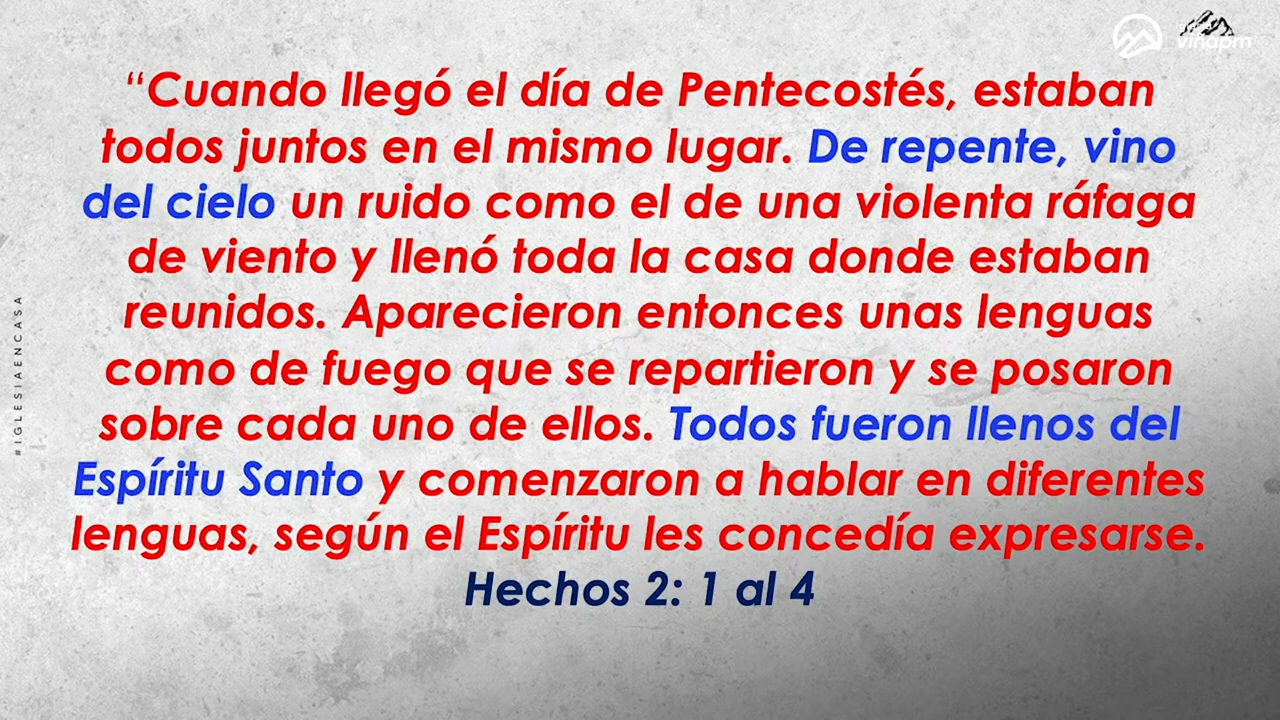 “Cuando llegó el día de Pentecostés, estaban
todos juntos en el mismo lugar. De repente, vino
del cielo un ruido como el de una violenta ráfaga
de viento y llenó toda la casa donde estaban
reunidos. Aparecieron entonces unas lenguas
como de fuego que se repartieron y se posaron
sobre cada uno de ellos. Todos fueron llenos del
Espíritu Santo y comenzaron a hablar en diferentes
lenguas, según el Espíritu les concedía expresarse.
Hechos 2: 1 al 4
#IGLESIAENCASA
viñapm